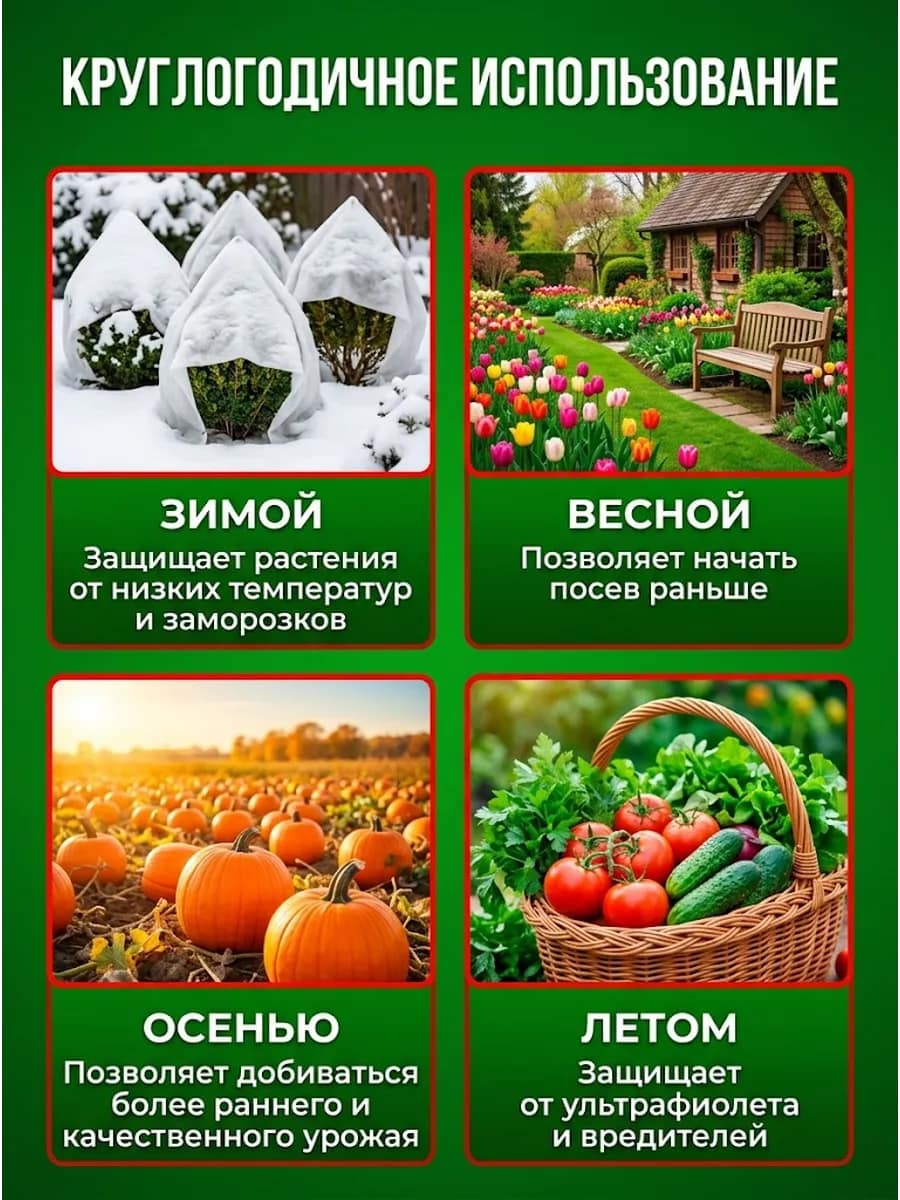 КРУГЛОГОДИЧНОЕ ИСПОЛЬЗОВАНИЕ
ЗИМОЙ
Защищает растения
от низких температур
и заморозков
ВЕСНОЙ
Позволяет начать
посев раньше
ОСЕНЬЮ
Позволяет добиваться
более раннего и
качественного урожая
ЛЕТОМ
Защищает
от ультрафиолета
и вредителей